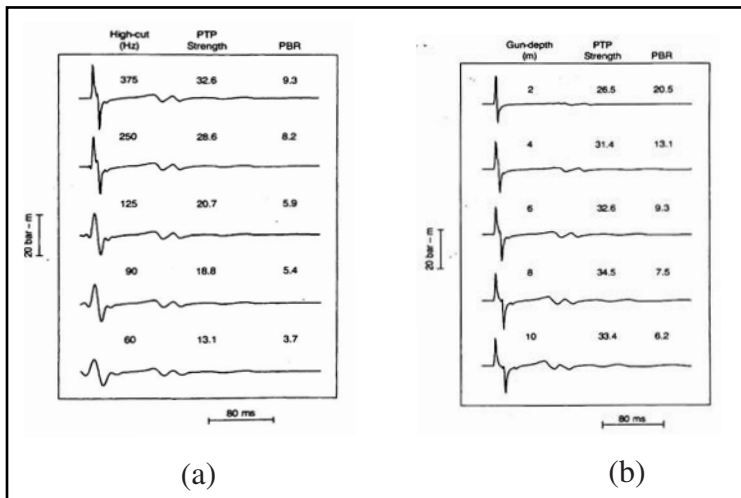 High-cut (Hz) PTP Strength PBR
375 32.6 9.3
250 28.6 8.2
125 20.7 5.9
90 18.8 5.4
60 13.1 3.7
20 bar – m
80 ms
(a)
Gun-depth (m) PTP Strength PBR
2 26.5 20.5
4 31.4 13.1
6 32.6 9.3
8 34.5 7.5
10 33.4 6.2
20 bar – m
80 ms
(b)